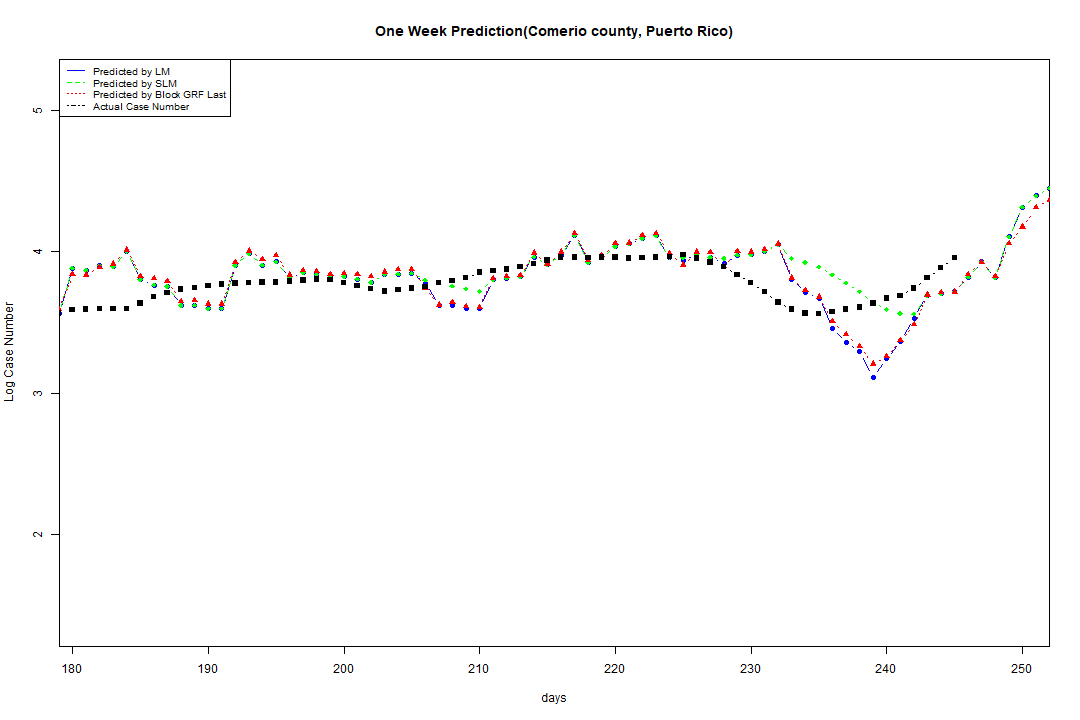 One Week Prediction(Comerio county, Puerto Rico)
Predicted by LM
Predicted by SLM
Predicted by Block GRF Last
Actual Case Number
5
4
3
2
Log Case Number
180 190 200 210 220 230 240 250
days